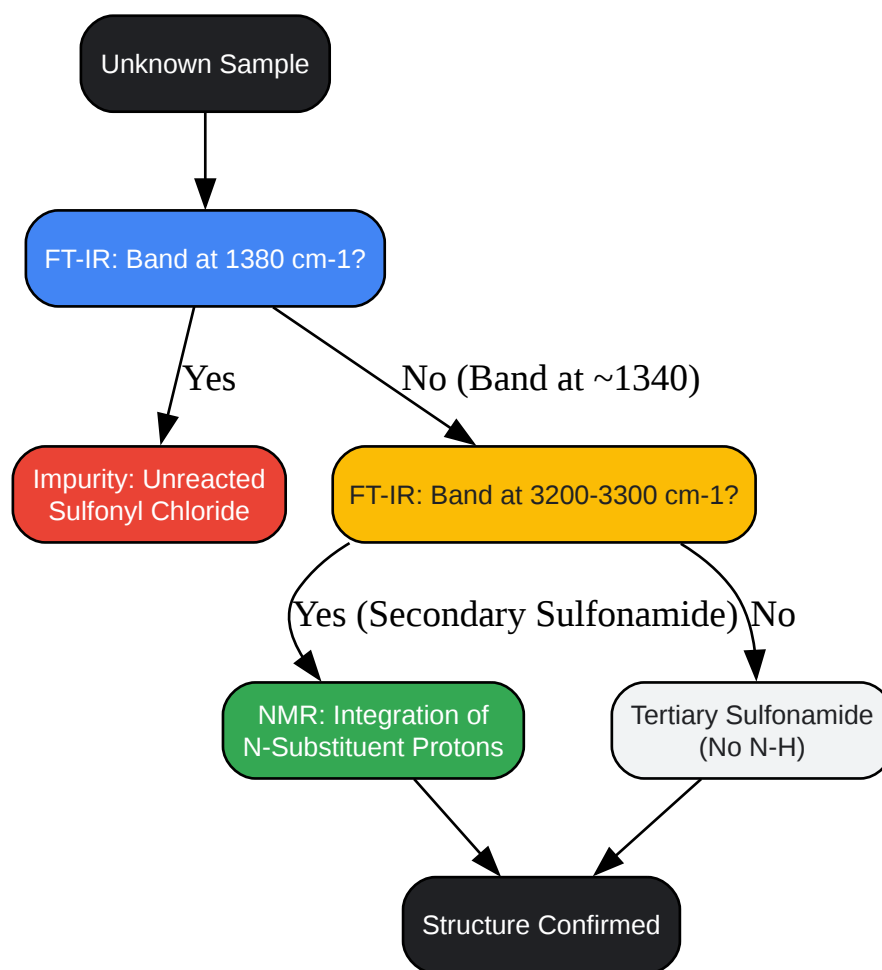 Unknown Sample
FT-IR: Band at 1380 cm-1?
Yes
No (Band at ~1340)
Impurity: Unreacted
Sulfonyl Chloride
FT-IR: Band at 3200-3300 cm-1?
Yes (Secondary Sulfonamide)
No
NMR: Integration of
N-Substituent Protons
Tertiary Sulfonamide
(No N-H)
Structure Confirmed